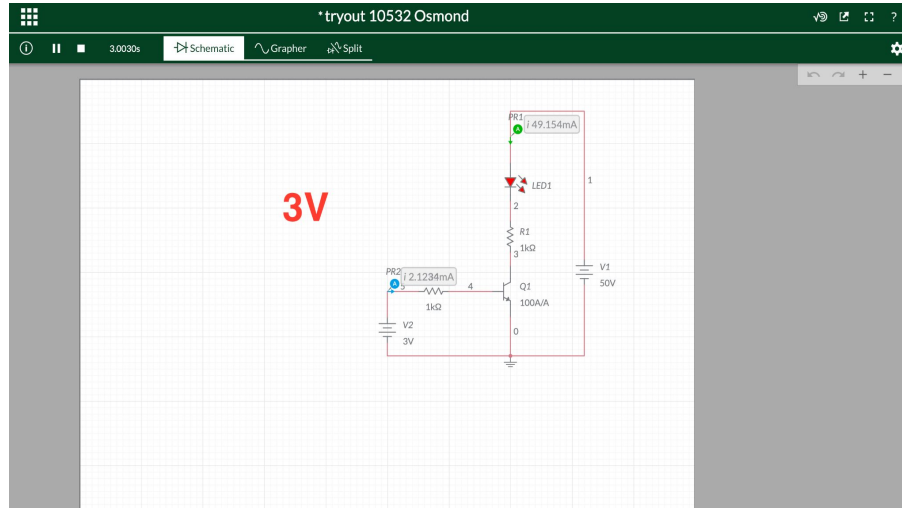 *tryout 10532 Osmond
?
3.0030s
Schematic
Grapher
Split
3V
PR1
A
i 49.154mA
LED1
1
2
R1
1kΩ
3
V1
50V
PR2
A
i 2.1234mA
5
4
1kΩ
Q1
100A/A
V2
3V
0